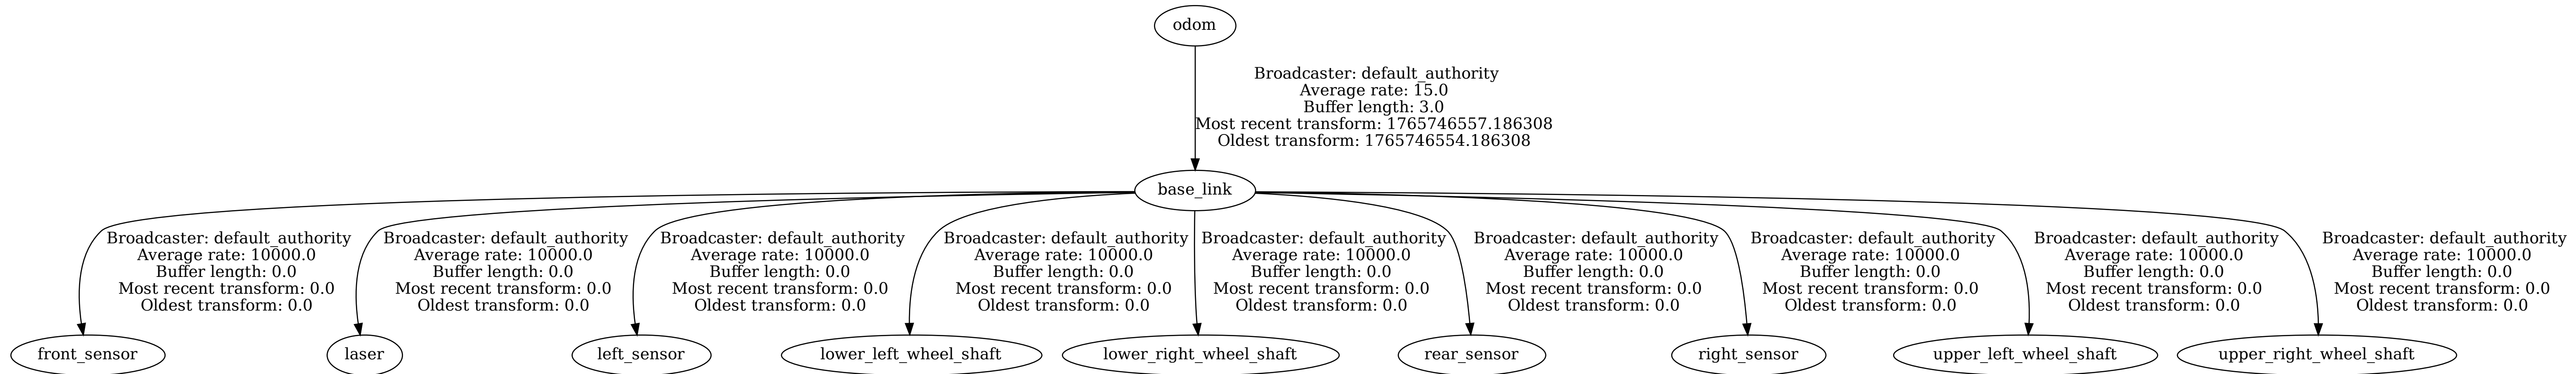 odom
Broadcaster: default_authority
Average rate: 15.0
Buffer length: 3.0
Most recent transform: 1765746557.186308
Oldest transform: 1765746554.186308
base_link
Broadcaster: default_authority
Average rate: 10000.0
Buffer length: 0.0
Most recent transform: 0.0
Oldest transform: 0.0
Broadcaster: default_authority
Average rate: 10000.0
Buffer length: 0.0
Most recent transform: 0.0
Oldest transform: 0.0
Broadcaster: default_authority
Average rate: 10000.0
Buffer length: 0.0
Most recent transform: 0.0
Oldest transform: 0.0
Broadcaster: default_authority
Average rate: 10000.0
Buffer length: 0.0
Most recent transform: 0.0
Oldest transform: 0.0
Broadcaster: default_authority
Average rate: 10000.0
Buffer length: 0.0
Most recent transform: 0.0
Oldest transform: 0.0
Broadcaster: default_authority
Average rate: 10000.0
Buffer length: 0.0
Most recent transform: 0.0
Oldest transform: 0.0
Broadcaster: default_authority
Average rate: 10000.0
Buffer length: 0.0
Most recent transform: 0.0
Oldest transform: 0.0
Broadcaster: default_authority
Average rate: 10000.0
Buffer length: 0.0
Most recent transform: 0.0
Oldest transform: 0.0
Broadcaster: default_authority
Average rate: 10000.0
Buffer length: 0.0
Most recent transform: 0.0
Oldest transform: 0.0
front_sensor
laser
left_sensor
lower_left_wheel_shaft
lower_right_wheel_shaft
rear_sensor
right_sensor
upper_left_wheel_shaft
upper_right_wheel_shaft